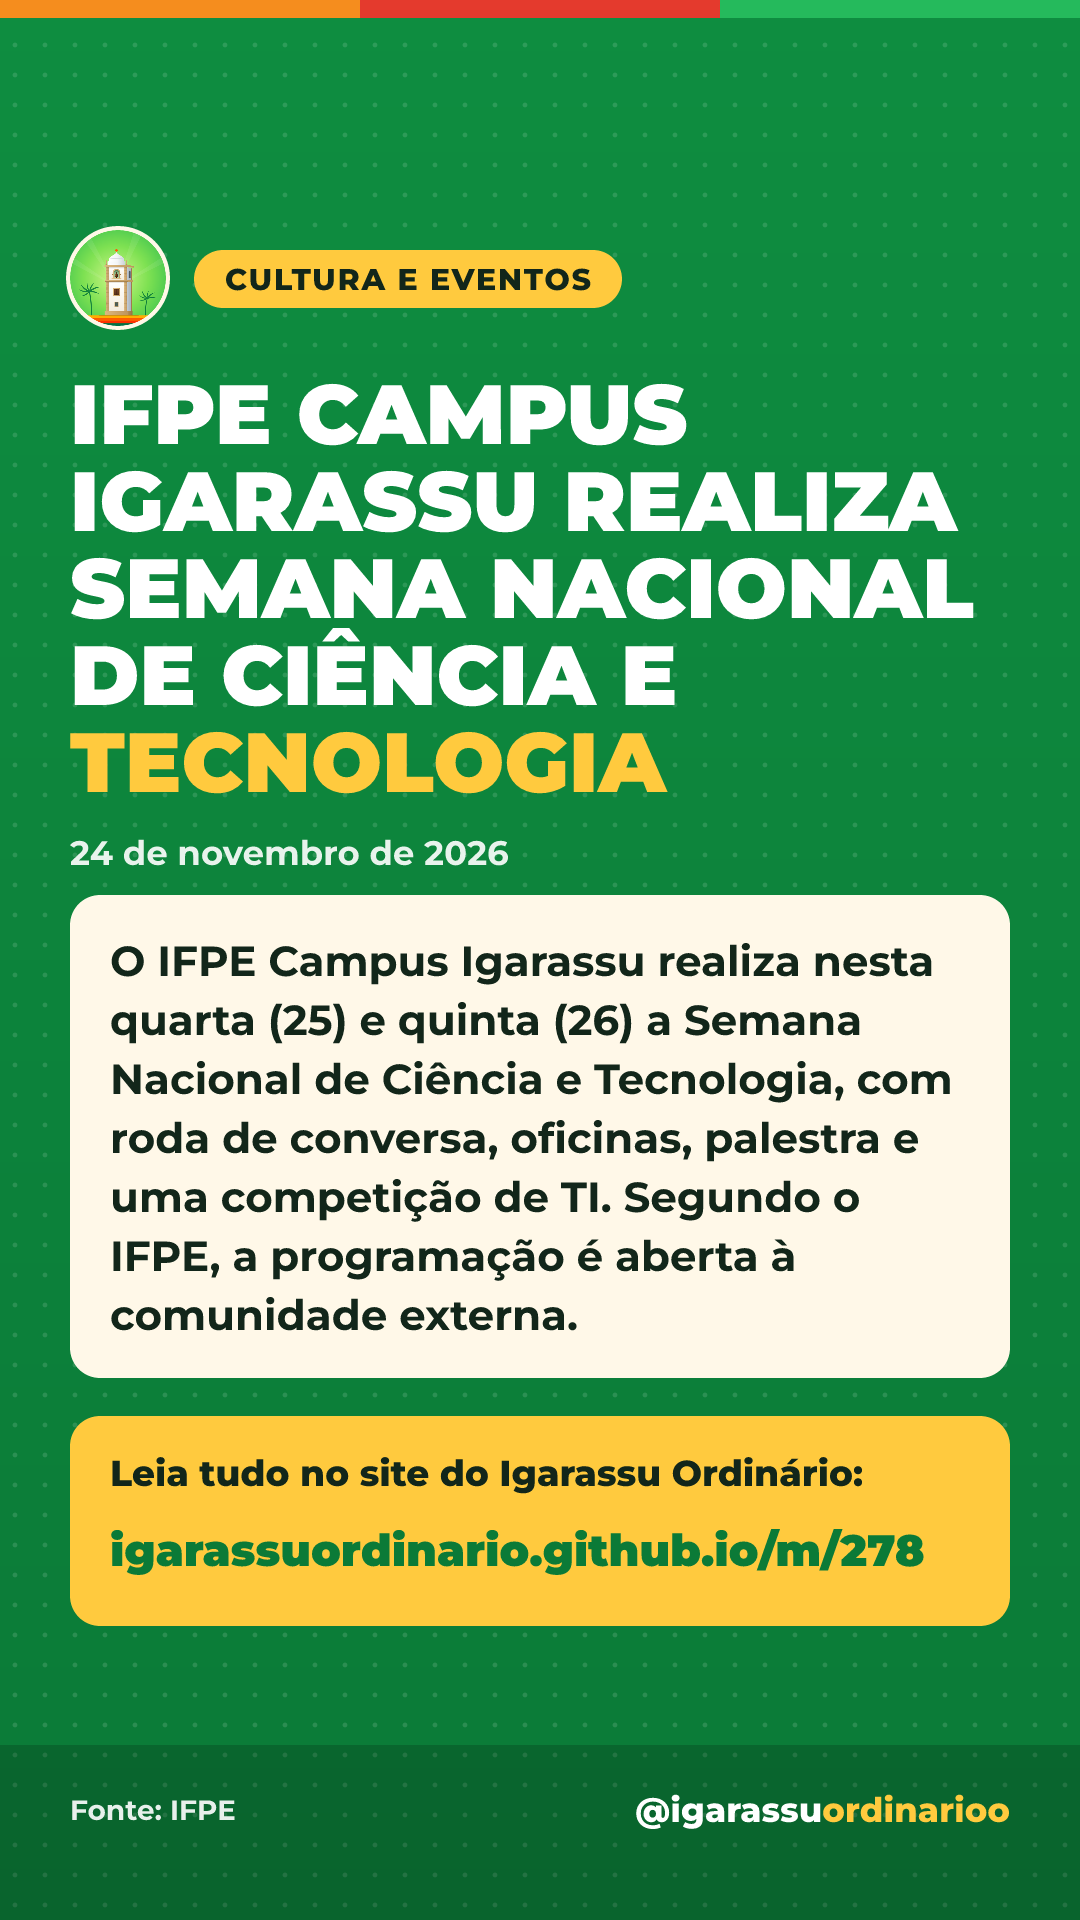 CULTURA E EVENTOS
IFPE CAMPUS
IGARASSU REALIZA
SEMANA NACIONAL
DE CIÊNCIA E
TECNOLOGIA
24 de novembro de 2026
O IFPE Campus Igarassu realiza nesta
quarta (25) e quinta (26) a Semana
Nacional de Ciência e Tecnologia, com
roda de conversa, oficinas, palestra e
uma competição de TI. Segundo o
IFPE, a programação é aberta à
comunidade externa.
Leia tudo no site do Igarassu Ordinário:
igarassuordinario.github.io/m/278
Fonte: IFPE
@igarassuordinarioo